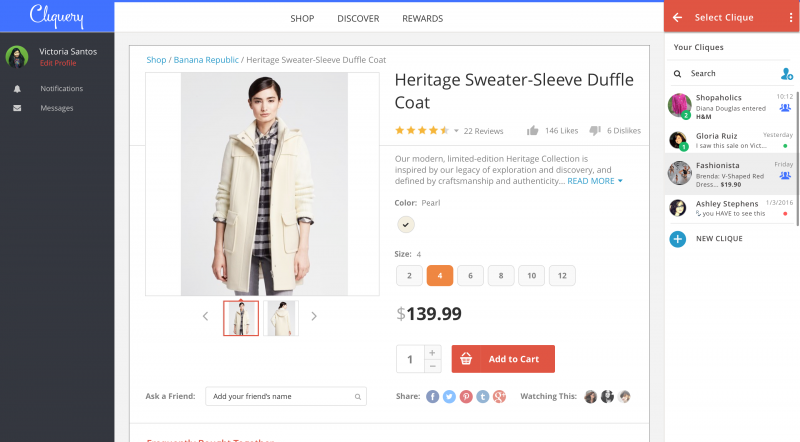 Cliquery
Victoria Santos
Edit Profile
Notifications
Messages
SHOP DISCOVER REWARDS
Shop / Banana Republic / Heritage Sweater-Sleeve Duffle Coat
Heritage Sweater-Sleeve Duffle
Coat
22 Reviews 146 Likes 6 Dislikes
Our modern, limited-edition Heritage Collection is
inspired by our legacy of exploration and discovery, and
defined by craftsmanship and authenticity... READ MORE
Color: Pearl
Size: 4
2 4 6 8 10 12
$139.99
1 + −
Add to Cart
Ask a Friend: Add your friend's name
Share: Watching This:
Select Clique
Your Cliques
Search
Shopaholics 10:12
Diana Douglas entered
H&M
2
Gloria Ruiz Yesterday
I saw this sale on Vict...
1
Fashionista Friday
Brenda: V-Shaped Red
Dress... $19.90
Ashley Stephens 1/3/2016
you HAVE to see this
NEW CLIQUE
Frequently Bought Together